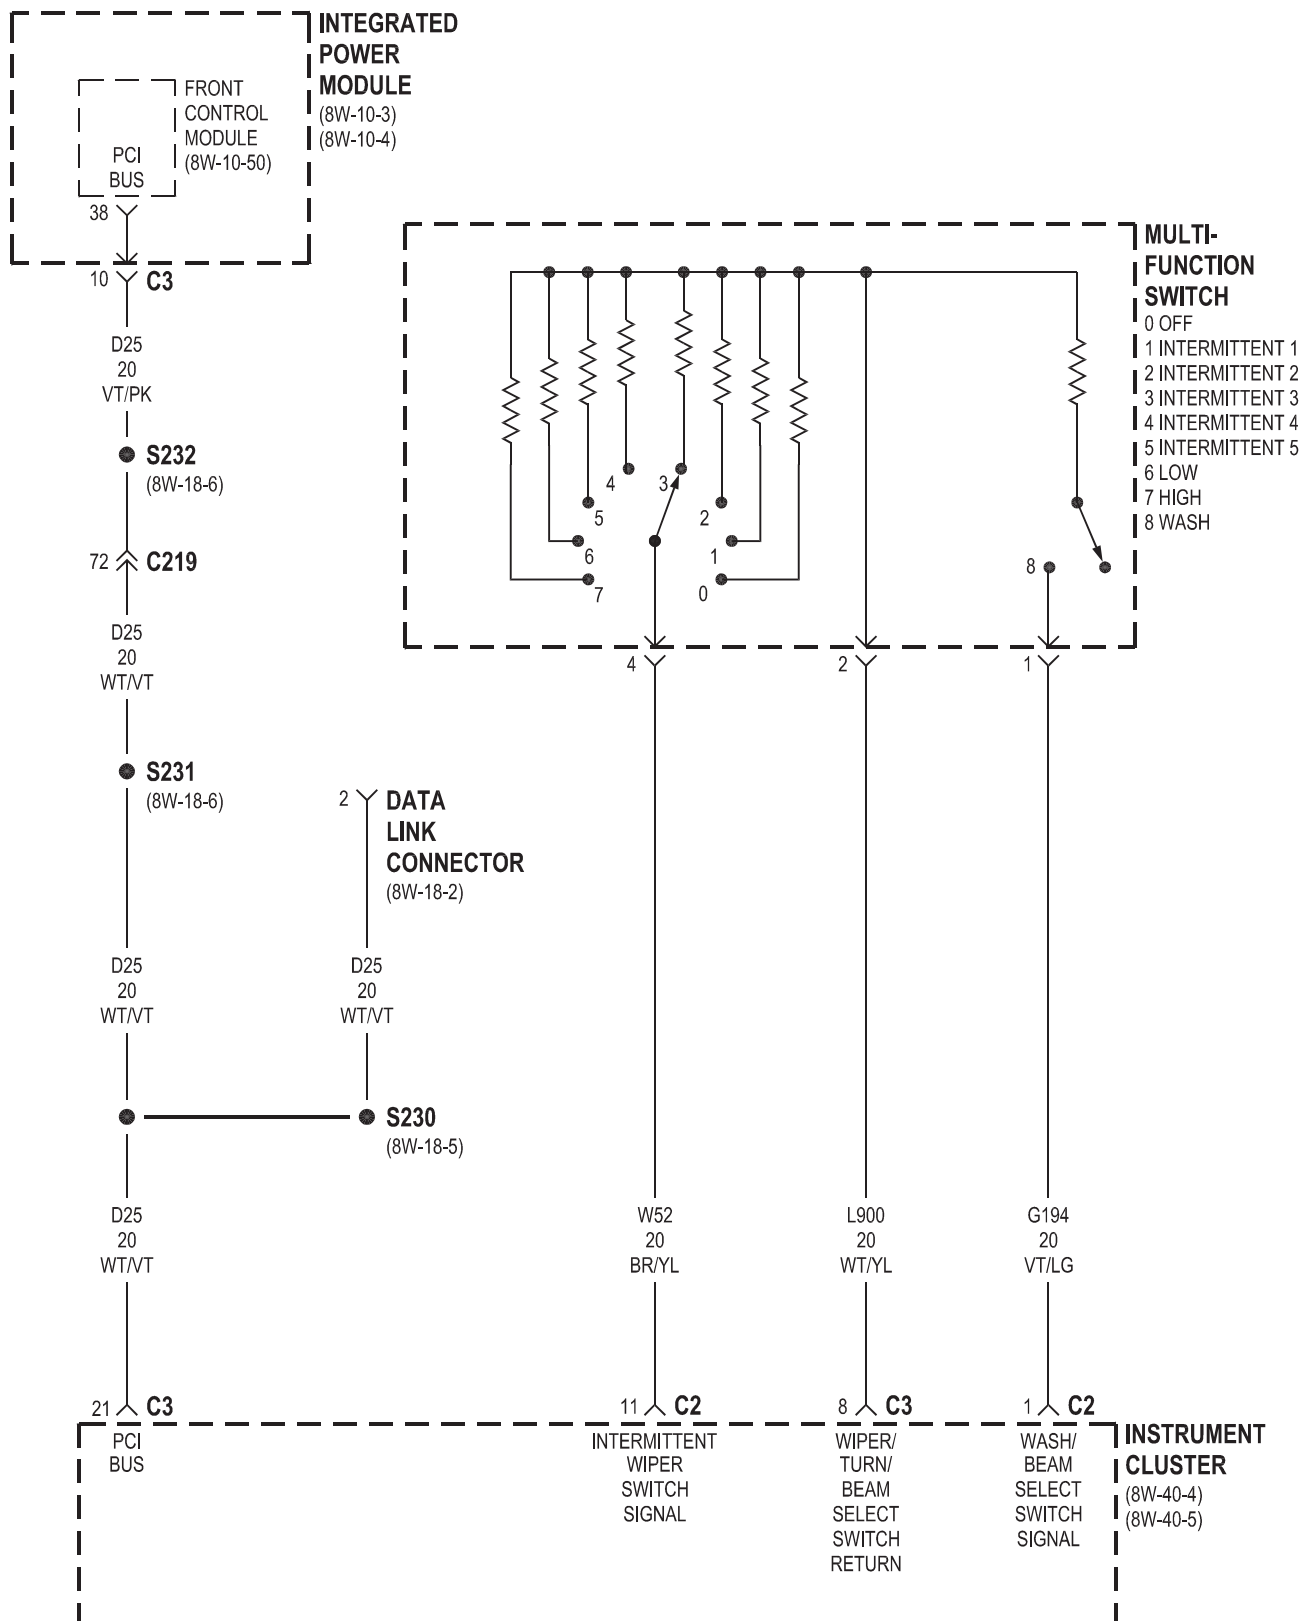 INTEGRATED
POWER
MODULE
(8W-10-3)
(8W-10-4)
FRONT
CONTROL
MODULE
(8W-10-50)
PCI
BUS
38
10
C3
D25
20
VT/PK
S232
(8W-18-6)
72
C219
D25
20
WT/VT
S231
(8W-18-6)
2
DATA
LINK
CONNECTOR
(8W-18-2)
D25
20
WT/VT
D25
20
WT/VT
S230
(8W-18-5)
D25
20
WT/VT
21
C3
PCI
BUS
MULTI-
FUNCTION
SWITCH
0 OFF
1 INTERMITTENT 1
2 INTERMITTENT 2
3 INTERMITTENT 3
4 INTERMITTENT 4
5 INTERMITTENT 5
6 LOW
7 HIGH
8 WASH
4
3
5
2
6
1
7
0
8
4
2
1
W52
20
BR/YL
L900
20
WT/YL
G194
20
VT/LG
11
C2
8
C3
1
C2
INTERMITTENT
WIPER
SWITCH
SIGNAL
WIPER/
TURN/
BEAM
SELECT
SWITCH
RETURN
WASH/
BEAM
SELECT
SWITCH
SIGNAL
INSTRUMENT
CLUSTER
(8W-40-4)
(8W-40-5)